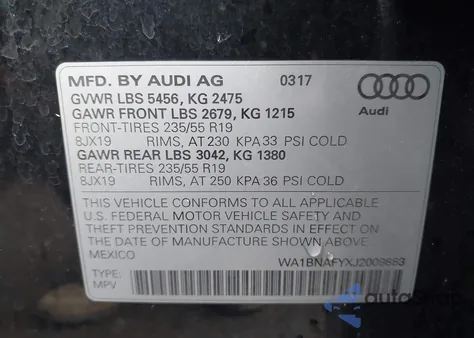 MFD. BY AUDI AG 0317
GVWR LBS 5456, KG 2475
GAWR FRONT LBS 2679, KG 1215
FRONT-TIRES 235/55 R19
8JX19 RIMS, AT 230 KPA 33 PSI COLD
GAWR REAR LBS 3042, KG 1380
REAR-TIRES 235/55 R19
8JX19 RIMS, AT 250 KPA 36 PSI COLD
Audi
THIS VEHICLE CONFORMS TO ALL APPLICABLE
U.S. FEDERAL MOTOR VEHICLE SAFETY AND
THEFT PREVENTION STANDARDS IN EFFECT ON
THE DATE OF MANUFACTURE SHOWN ABOVE.
MEXICO
TYPE:
MPV